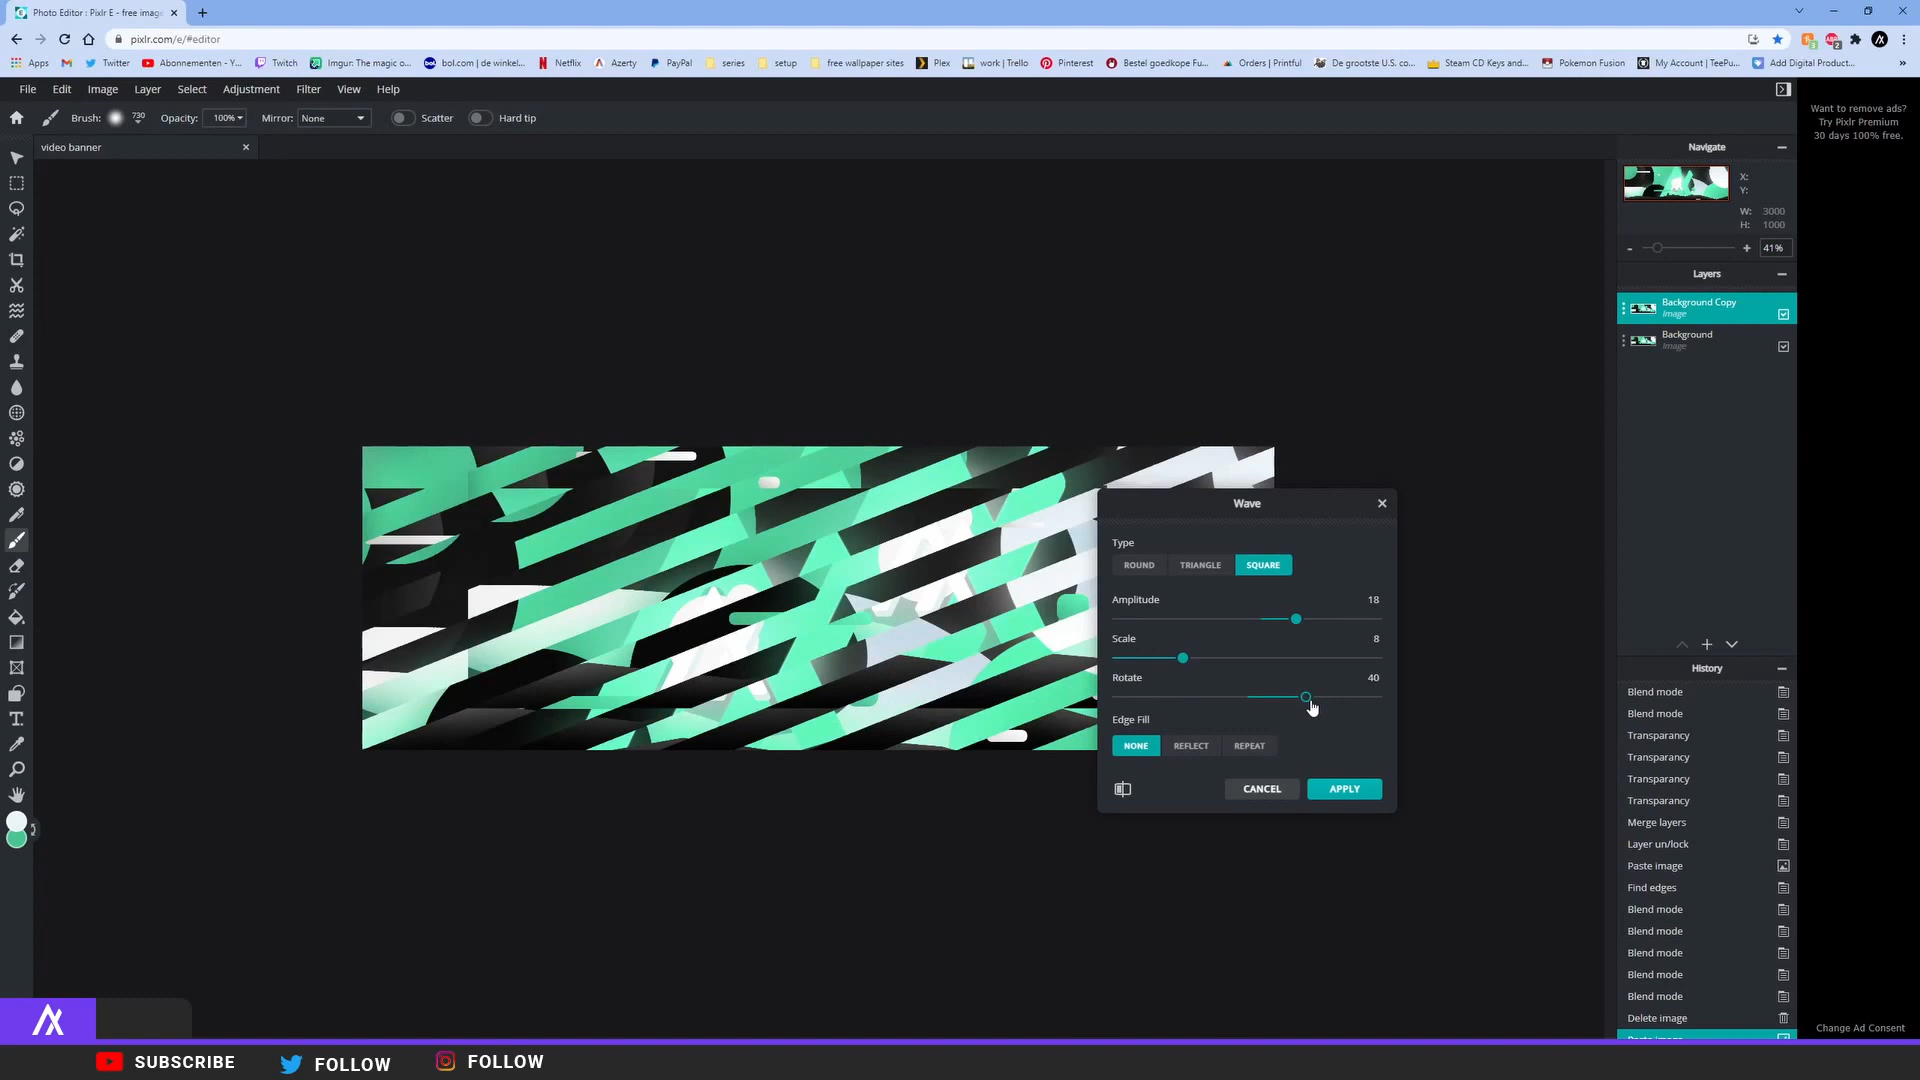 Photo Editor : Pixlr E - free imag
pixlr.com/e/#editor
Apps
Twitter
Abonnementen - Y...
Twitch
Imgur: The magic o...
bol.com | de winkel...
Netflix
Azerty
PayPal
series
setup
free wallpaper sites
Plex
work | Trello
Pinterest
Bestel goedkope Fu...
Orders | Printful
De grootste U.S. co...
Steam CD Keys and...
Pokemon Fusion
My Account | TeePu...
Add Digital Product...
File Edit Image Layer Select Adjustment Filter View Help
Brush: 730 Opacity: 100% Mirror: None Scatter Hard tip
Want to remove ads?
Try Pixlr Premium
30 days 100% free.
video banner
Navigate
X:
Y:
W: 3000
H: 1000
- + 41%
Layers
Background Copy
Image
Background
Image
Wave
Type
ROUND TRIANGLE SQUARE
Amplitude 18
Scale 8
Rotate 40
Edge Fill
NONE REFLECT REPEAT
CANCEL APPLY
History
Blend mode
Blend mode
Transparancy
Transparancy
Transparancy
Transparancy
Merge layers
Layer un/lock
Paste image
Find edges
Blend mode
Blend mode
Blend mode
Blend mode
Blend mode
Delete image
Change Ad Consent
SUBSCRIBE FOLLOW FOLLOW